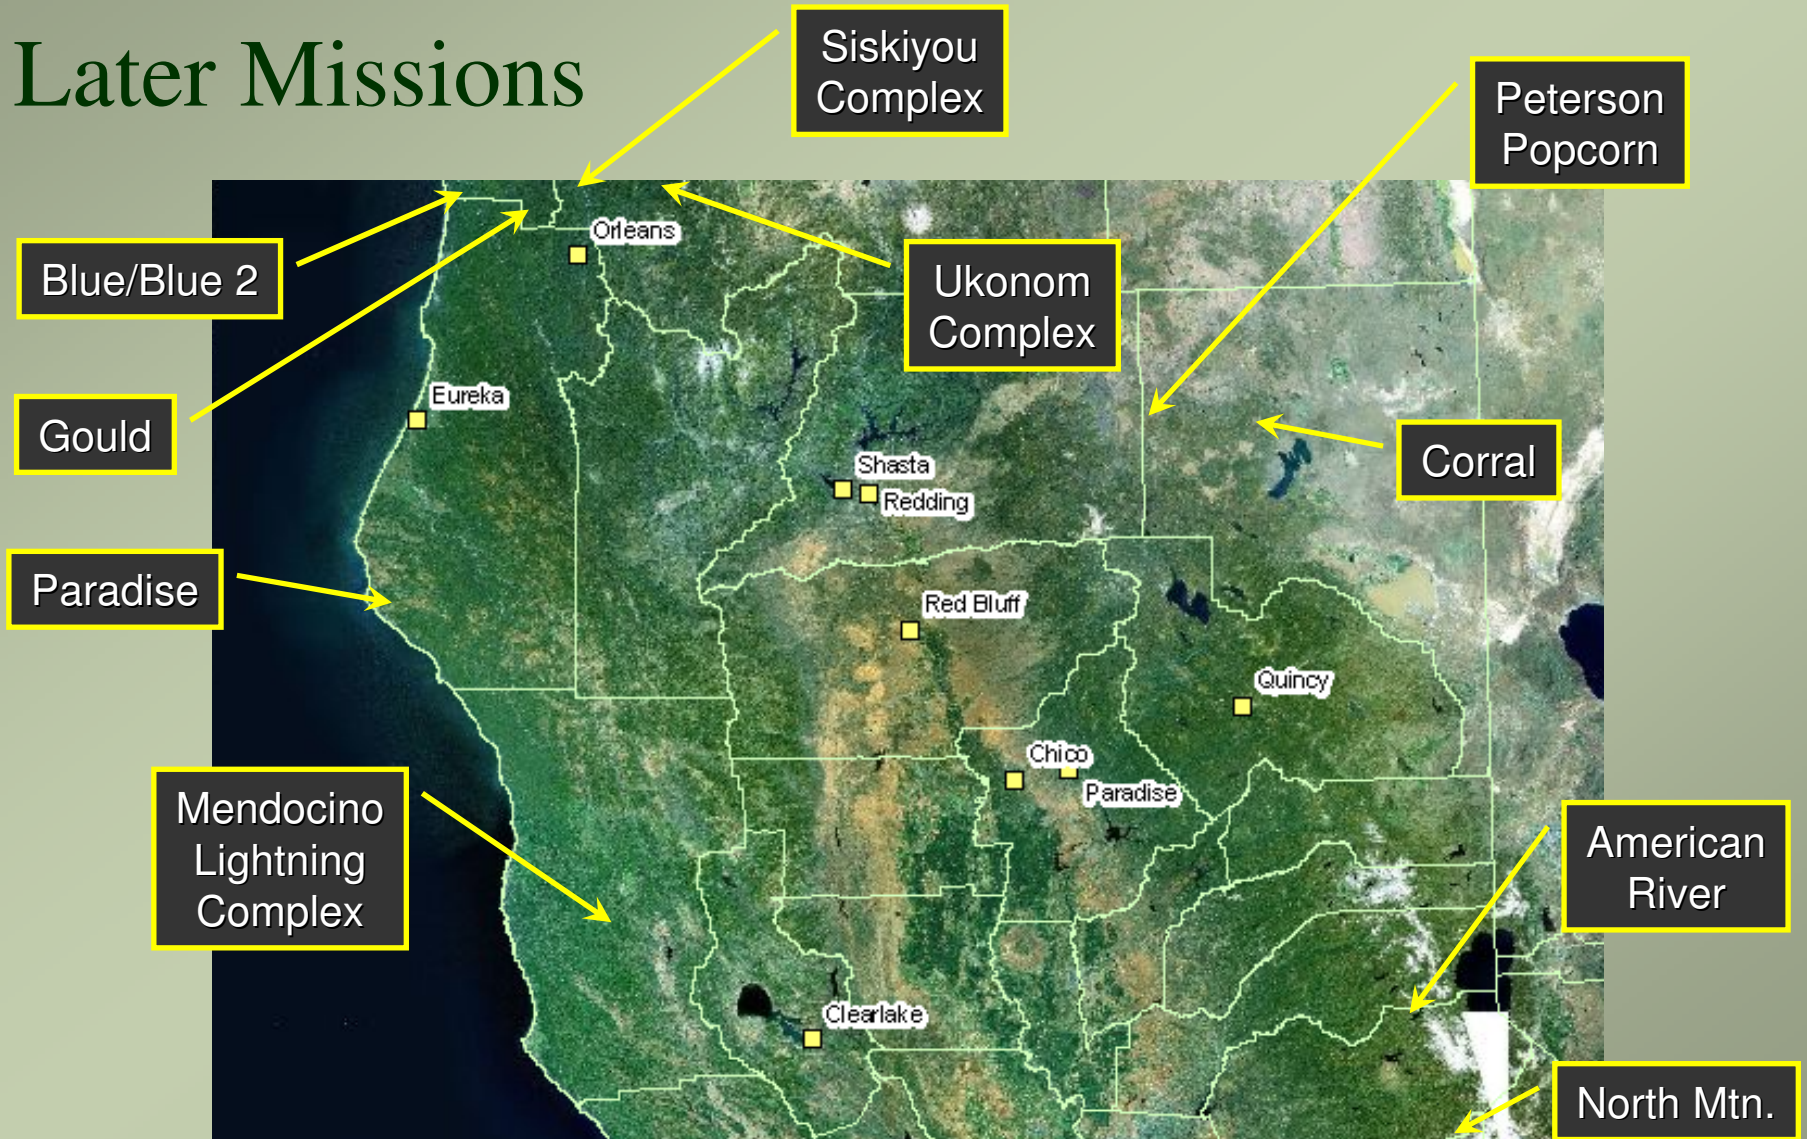 Later Missions
Siskiyou
Complex
Peterson
Popcorn
Blue/Blue 2
Orleans
Ukonom
Complex
Gould
Eureka
Corral
Shasta
Redding
Paradise
Red Bluff
Quincy
Chico
Paradise
Mendocino
Lightning
Complex
American
River
Clearlake
North Mtn.